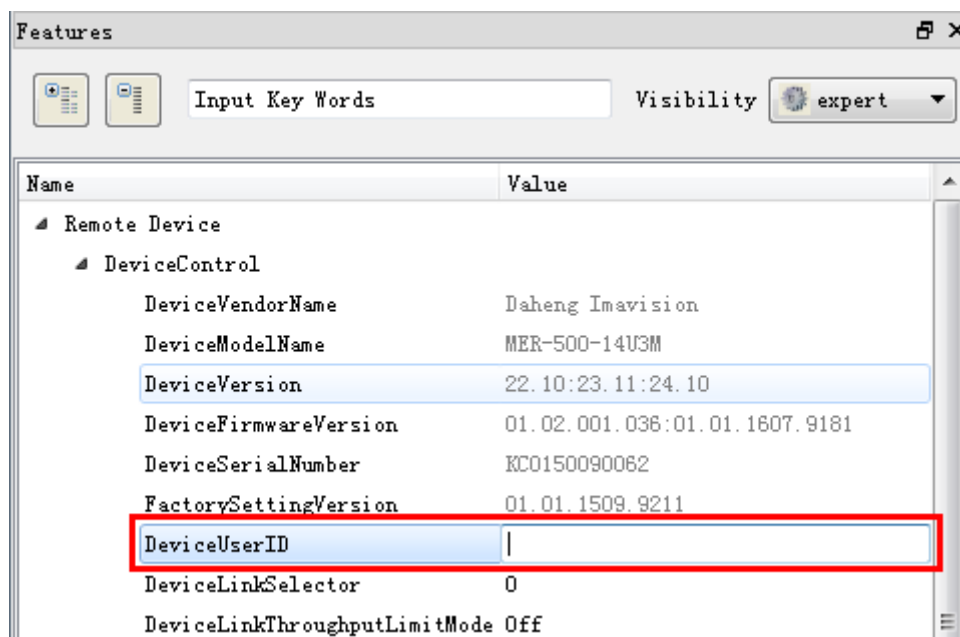 Features
Input Key Words Visibility expert
Name Value
Remote Device
DeviceControl
DeviceVendorName Daheng Imavision
DeviceModelName MER-500-14U3M
DeviceVersion 22.10:23.11:24.10
DeviceFirmwareVersion 01.02.001.036:01.01.1607.9181
DeviceSerialNumber KC0150090062
FactorySettingVersion 01.01.1509.9211
DeviceUserID
DeviceLinkSelector 0
DeviceLinkThroughputLimitMode Off